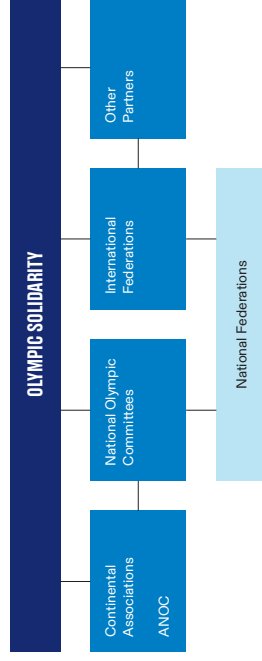 OLYMPIC SOLIDARITY
Continental
Associations
ANOC
National Olympic
Committees
International
Federations
Other
Partners
National Federations